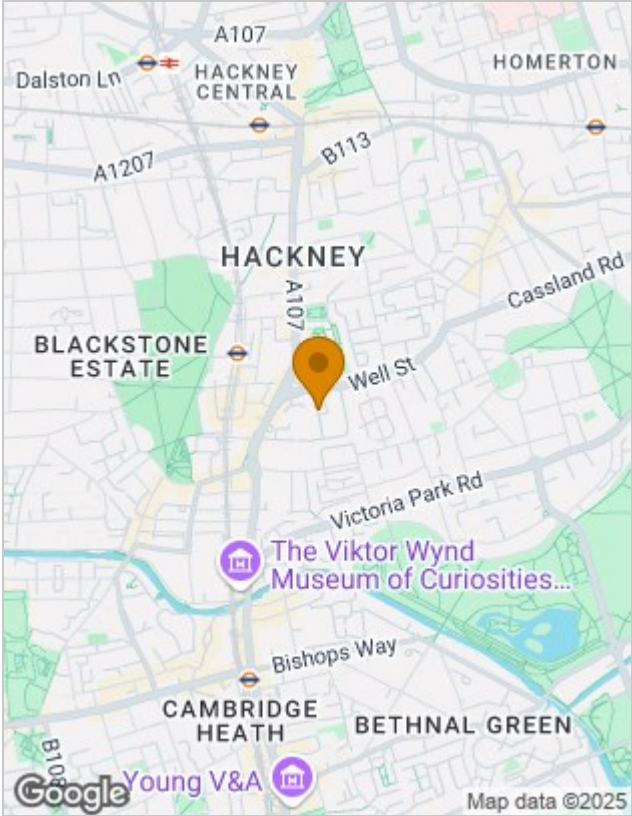 A107
HOMERTON
Dalston Ln
HACKNEY
CENTRAL
B113
A1207
HACKNEY
Cassland Rd
A107
BLACKSTONE
ESTATE
Well St
Victoria Park Rd
The Viktor Wynd
Museum of Curiosities...
Bishops Way
CAMBRIDGE
HEATH
BETHNAL GREEN
Young V&A
Google
Map data ©2025